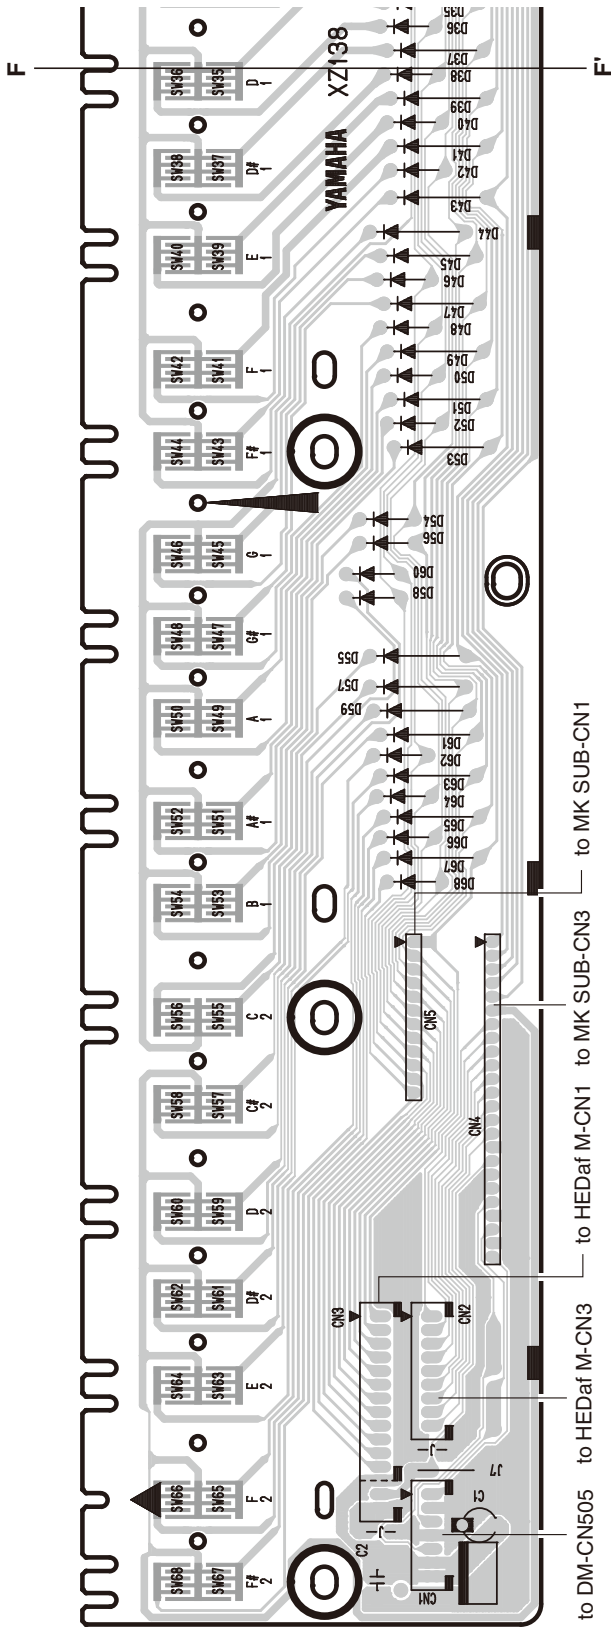 F
F'
XZ138
YAMAHA
SW36 SW35 D 1
SW38 SW37 D# 1
SW40 SW39 E 1
SW42 SW41 F 1
SW44 SW43 F# 1
SW46 SW45 G 1
SW48 SW47 G# 1
SW50 SW49 A 1
SW52 SW51 A# 1
SW54 SW53 B 1
SW56 SW55 C 2
SW58 SW57 C# 2
SW60 SW59 D 2
SW62 SW61 D# 2
SW64 SW63 E 2
SW66 SW65 F 2
SW68 SW67 F# 2
D35
D36
D37
D38
D39
D40
D41
D42
D43
D44
D45
D46
D47
D48
D49
D50
D51
D52
D53
D54
D56
D60
D58
D55
D57
D59
D61
D62
D63
D64
D65
D66
D67
D68
CN5
CN4
CN3
CN2
J
J7
J
C1
C2
CN1
to MK SUB-CN1
to MK SUB-CN3
to HEDaf M-CN1
to HEDaf M-CN3
to DM-CN505